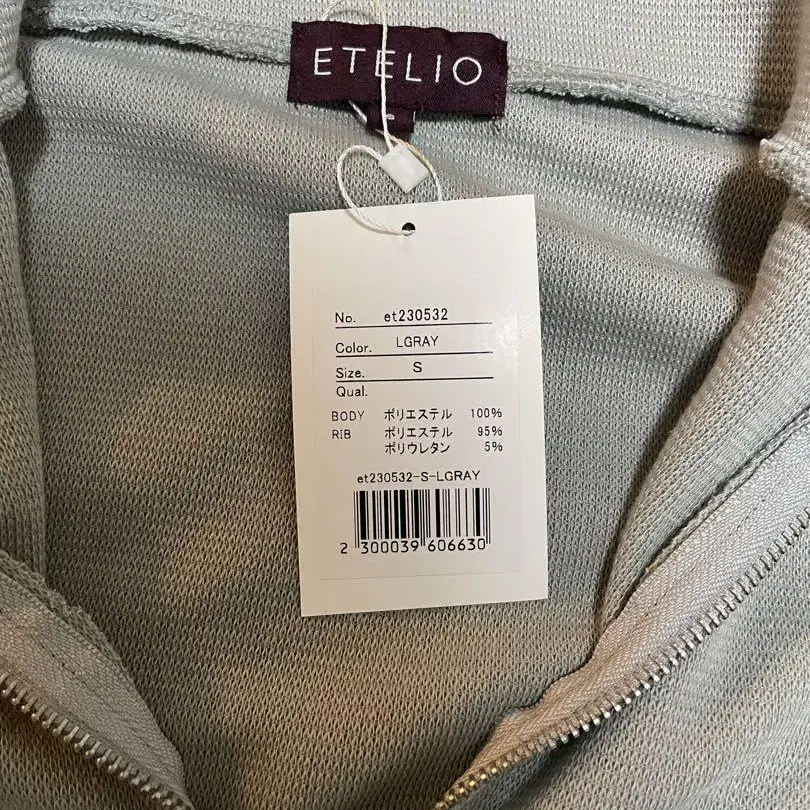 ETELIO
No. et230532
Color. LGRAY
Size. S
Qual.
BODY ポリエステル 100%
RIB ポリエステル 95%
ポリウレタン 5%
et230532-S-LGRAY
2 300039 606630